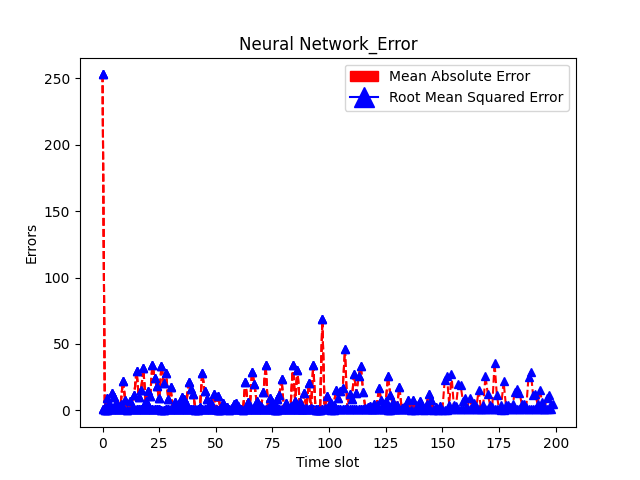 Neural Network_Error
Mean Absolute Error
Root Mean Squared Error
Errors
250
200
150
100
50
0
0 25 50 75 100 125 150 175 200
Time slot